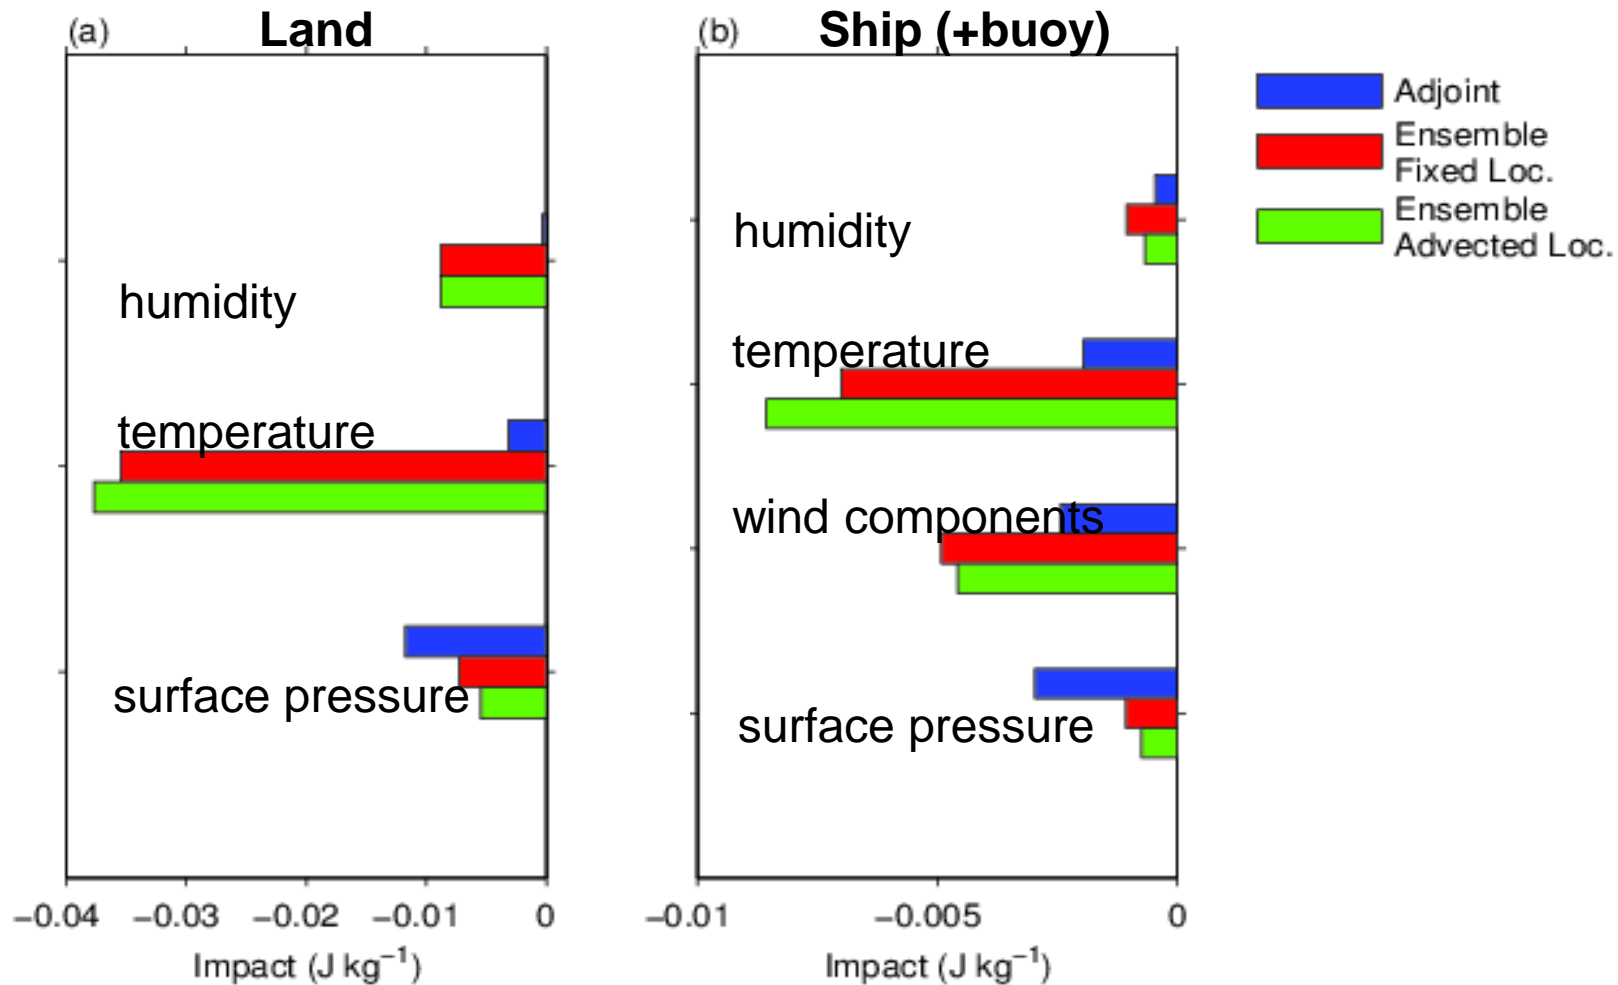 (a) Land
humidity
temperature
surface pressure
−0.04 −0.03 −0.02 −0.01 0
Impact (J kg⁻¹)
(b) Ship (+buoy)
humidity
temperature
wind components
surface pressure
−0.01 −0.005 0
Impact (J kg⁻¹)
Adjoint
Ensemble
Fixed Loc.
Ensemble
Advected Loc.